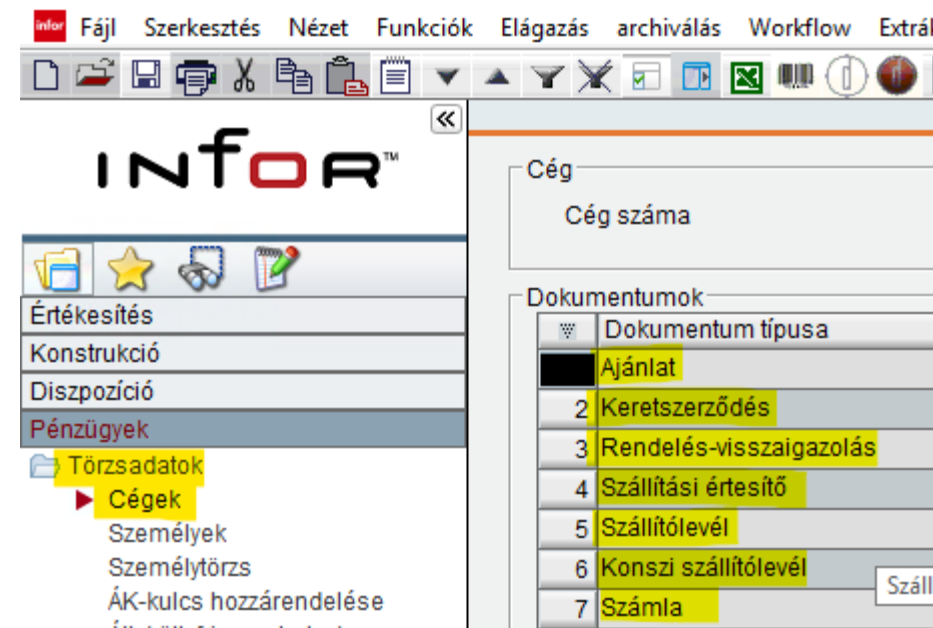 infor Fájl Szerkesztés Nézet Funkciók Elágazás archiválás Workflow
infor™
Értékesítés
Konstrukció
Diszpozíció
Pénzügyek
Törzsadatok
Cégek
Személyek
Személytörzs
ÁK-kulcs hozzárendelése
Cég
Cég száma
Dokumentumok
Dokumentum típusa
Ajánlat
2 Keretszerződés
3 Rendelés-visszaigazolás
4 Szállítási értesítő
5 Szállítólevél
6 Konszi szállítólevél
Száll
7 Számla